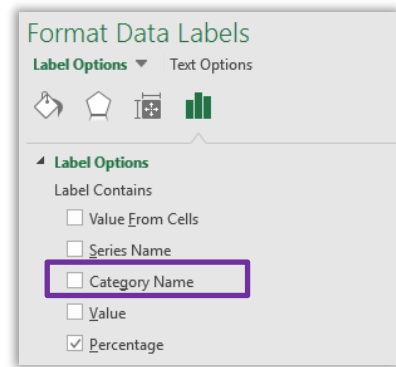 Format Data Labels
Label Options Text Options
Label Options
Label Contains
Value From Cells
Series Name
Category Name
Value
Percentage